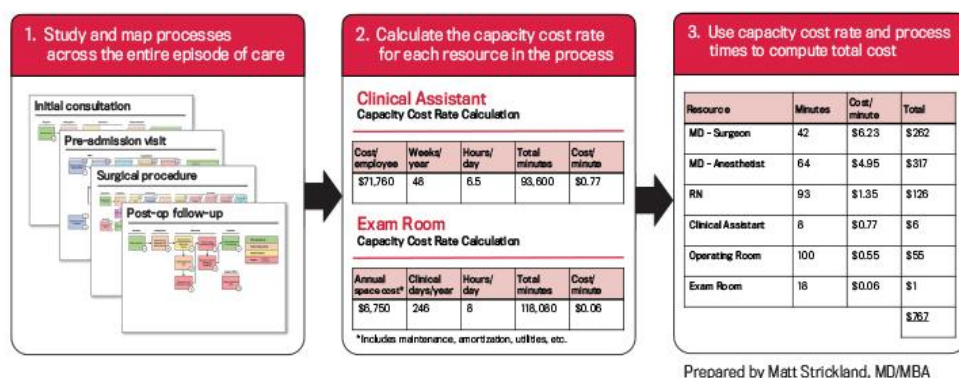 1. Study and map processes
across the entire episode of care
Initial consultation
Pre-admission visit
Surgical procedure
Post-op follow-up
2. Calculate the capacity cost rate
for each resource in the process
Clinical Assistant
Capacity Cost Rate Calculation
Cost/ employee Weeks/ year Hours/ day Total minutes Cost/ minute
$71,760 48 6.5 93,600 $0.77
Exam Room
Capacity Cost Rate Calculation
Annual space cost* Clinical days/year Hours/ day Total minutes Cost/ minute
$6,750 246 8 118,080 $0.06
*Includes maintenance, amortization, utilities, etc.
3. Use capacity cost rate and process
times to compute total cost
Resource Minutes Cost/ minute Total
MD - Surgeon 42 $6.23 $262
MD - Anesthetist 64 $4.95 $317
RN 93 $1.35 $126
Clinical Assistant 8 $0.77 $6
Operating Room 100 $0.55 $55
Exam Room 18 $0.06 $1
$767
Prepared by Matt Strickland, MD/MBA